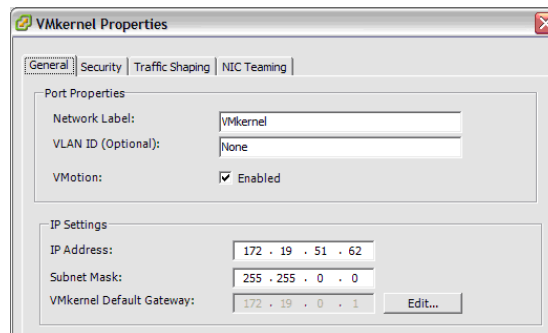 VMkernel Properties
General Security Traffic Shaping NIC Teaming
Port Properties
Network Label: VMkernel
VLAN ID (Optional): None
VMotion: Enabled
IP Settings
IP Address: 172 . 19 . 51 . 62
Subnet Mask: 255 . 255 . 0 . 0
VMkernel Default Gateway: 172 . 19 . 0 . 1 Edit...